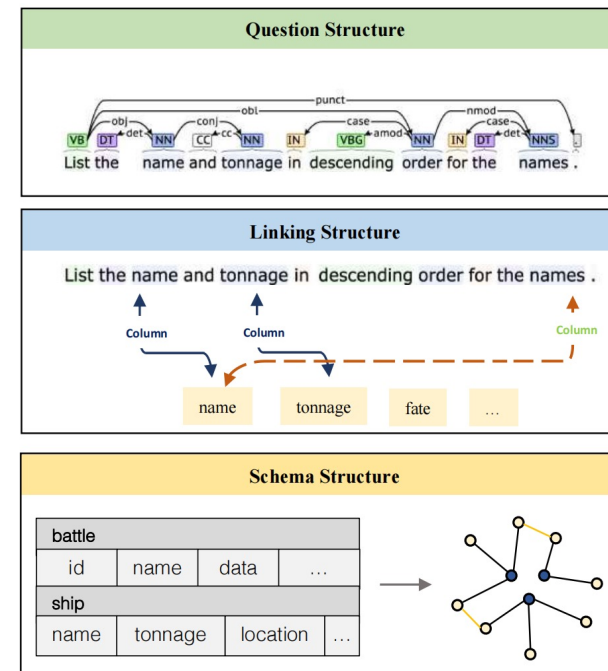 Question Structure
punct
obl
obj conj case nmod case
det cc amod det
VB DT NN CC NN IN VBG NN IN DT NNS .
List the name and tonnage in descending order for the names .
Linking Structure
List the name and tonnage in descending order for the names .
Column Column Column
name tonnage fate ...
Schema Structure
battle
id name data ...
ship
name tonnage location ...